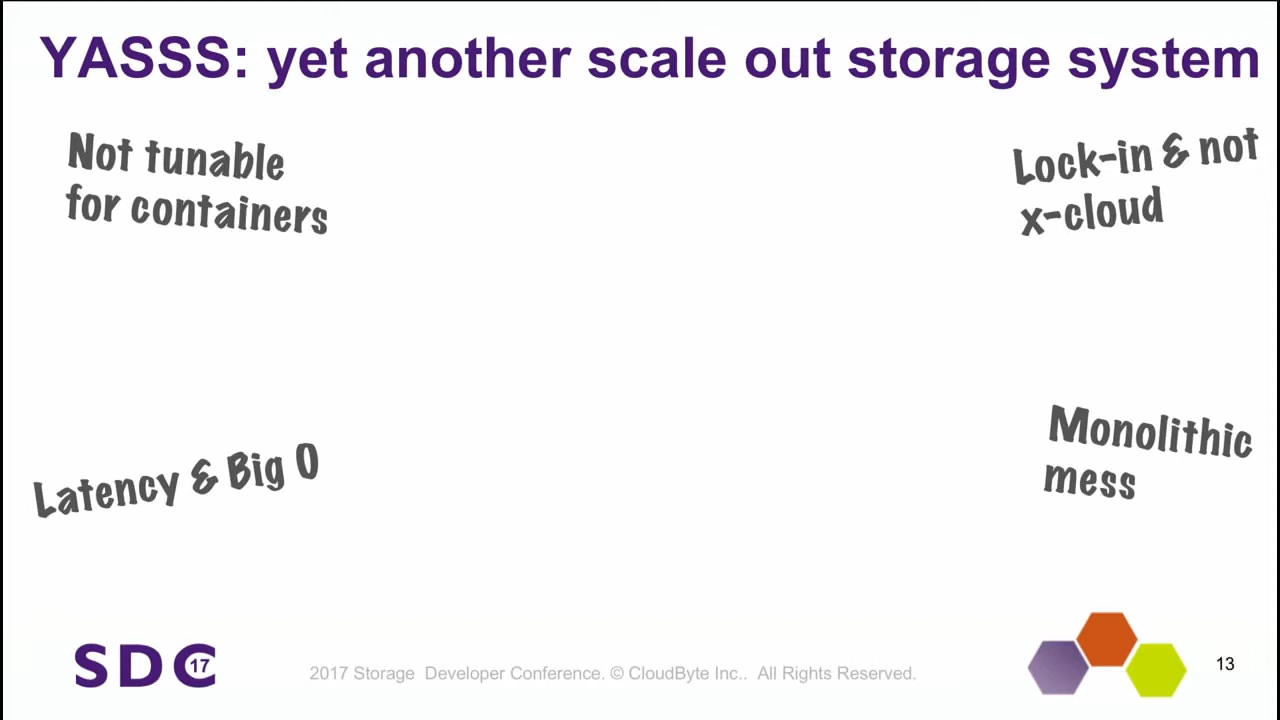 YASSS: yet another scale out storage system
Not tunable
for containers
Lock-in & not
x-cloud
Latency & Big O
Monolithic
mess
SDC 17
2017 Storage Developer Conference. © CloudByte Inc.. All Rights Reserved.
13